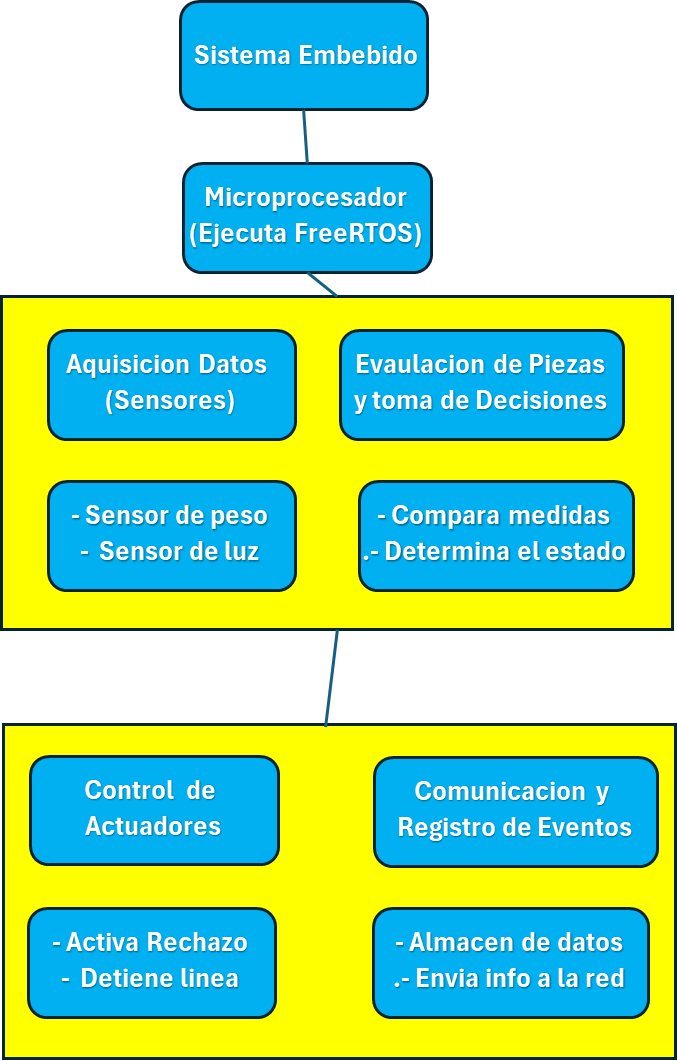 Sistema Embebido
Microprocesador
(Ejecuta FreeRTOS)
Aquisicion Datos
(Sensores)
Evaulacion de Piezas
y toma de Decisiones
- Sensor de peso
- Sensor de luz
- Compara medidas
.- Determina el estado
Control de
Actuadores
Comunicacion y
Registro de Eventos
- Activa Rechazo
- Detiene linea
- Almacen de datos
.- Envia info a la red